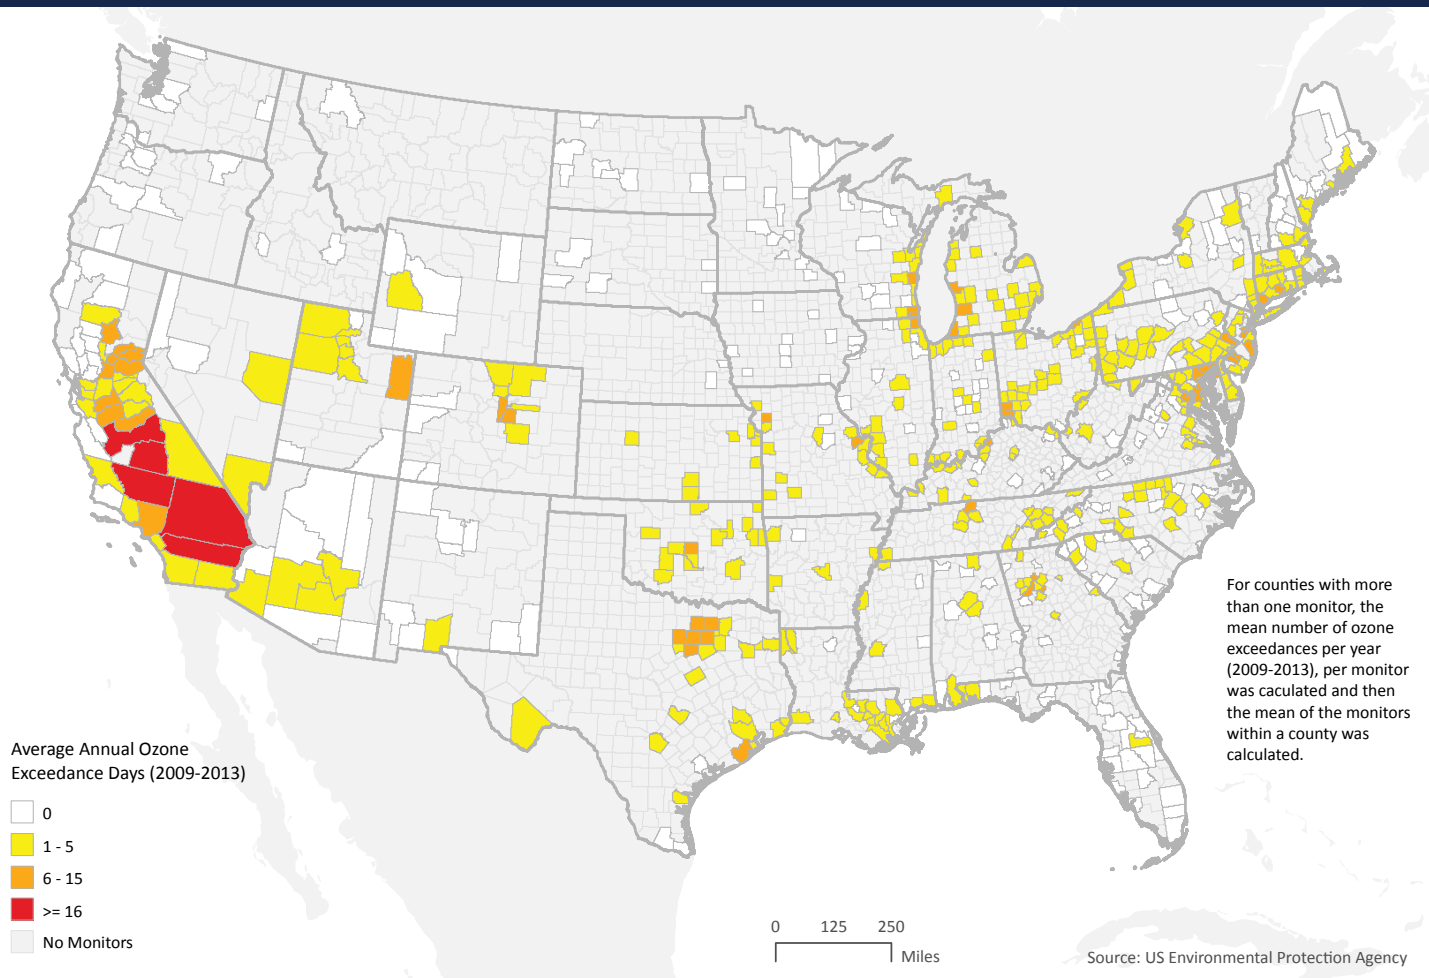 For counties with more
than one monitor, the
mean number of ozone
exceedances per year
(2009-2013), per monitor
was caculated and then
the mean of the monitors
within a county was
calculated.
Average Annual Ozone
Exceedance Days (2009-2013)
0
1 - 5
6 - 15
>= 16
No Monitors
0 125 250
Miles
Source: US Environmental Protection Agency